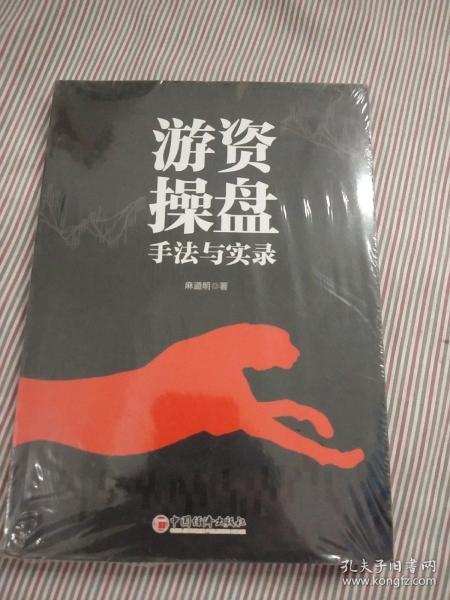 游资
操盘
手法与实录
麻道明◎著
中国经济出版社
孔夫子旧书网
www.kongfz.com